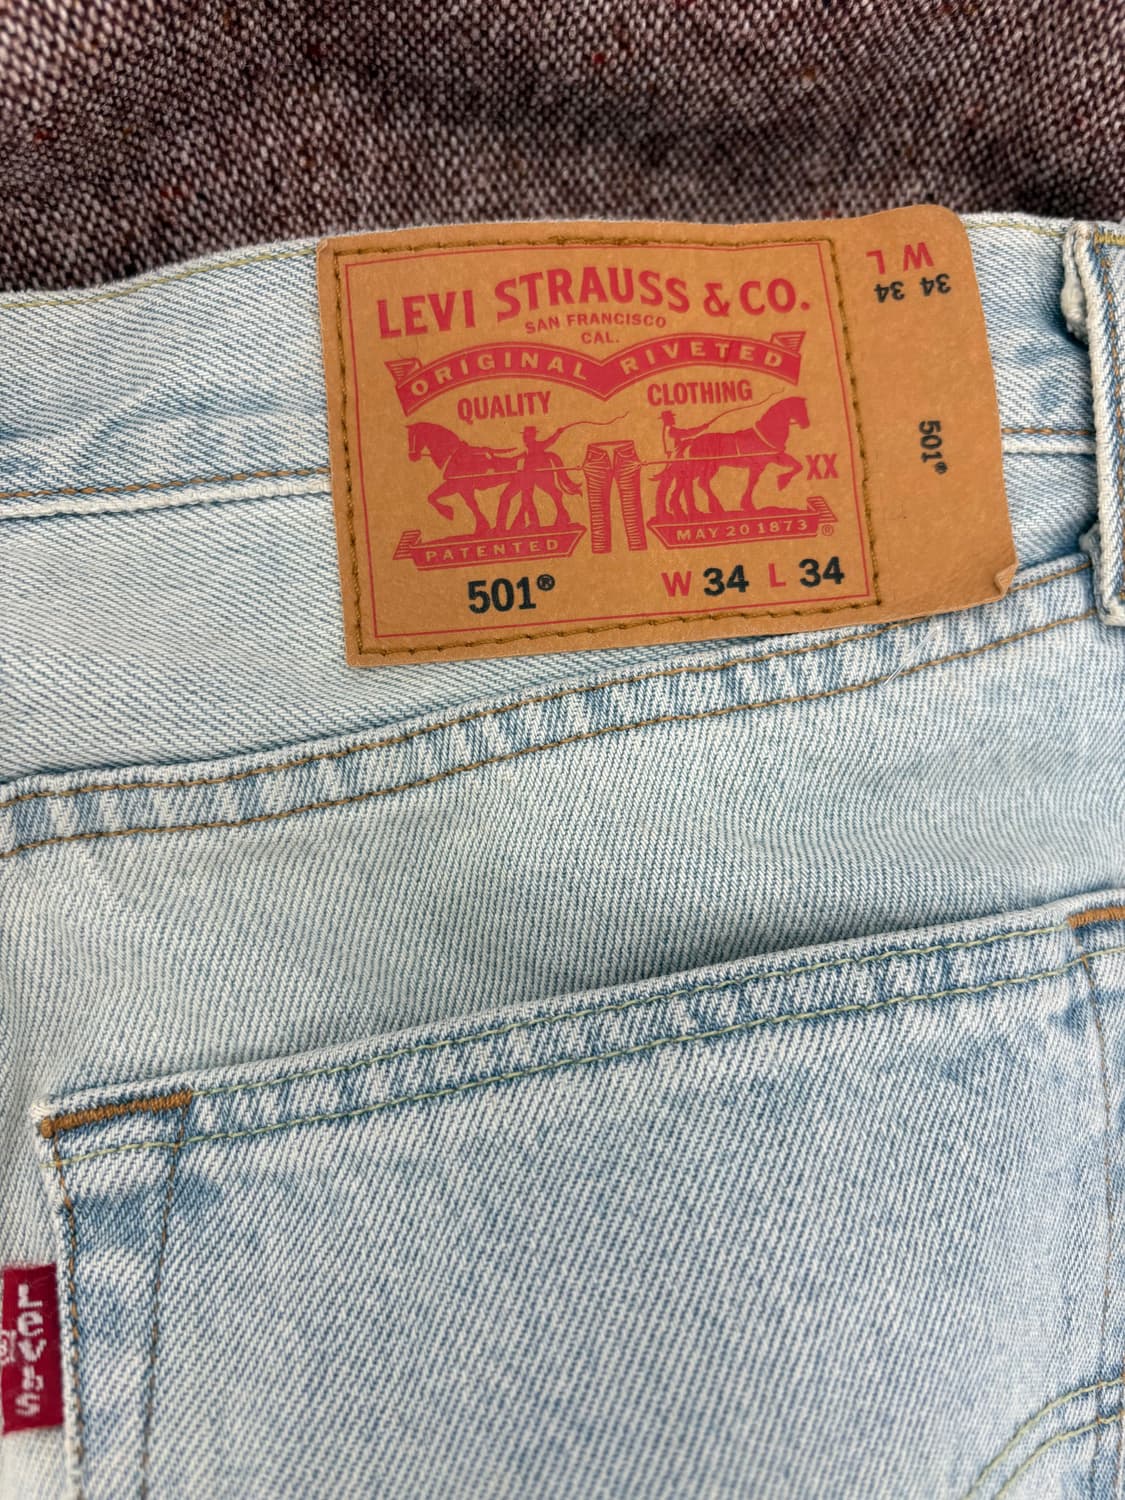 LEVI STRAUSS & CO.
SAN FRANCISCO
CAL.
ORIGINAL RIVETED
QUALITY CLOTHING
XX
PATENTED MAY 20 1873 ®
501® W 34 L 34
W L
34 34
501®
Levi's